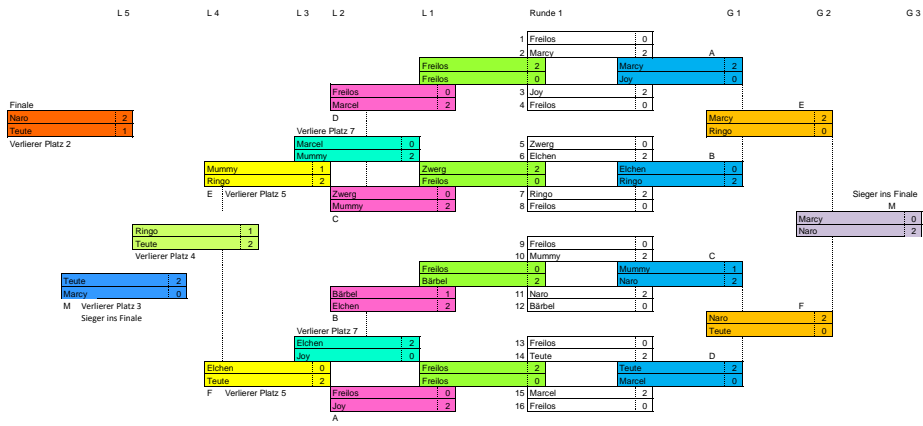 L 5 L 4 L 3 L 2 L 1 Runde 1 G 1 G 2 G 3
1 Freilos 0
2 Marcy 2 A
Freilos 2 Marcy 2
Freilos 0 Joy 0
Freilos 0 3 Joy 2
Marcel 2 4 Freilos 0
Finale E
Naro 2 D Marcy 2
Teute 1 Verliere Platz 7 Ringo 0
Verlierer Platz 2 Marcel 0 5 Zwerg 0
Mummy 2 6 Elchen 2 B
Mummy 1 Zwerg 2 Elchen 0
Ringo 2 Freilos 0 Ringo 2
E Verlierer Platz 5 Zwerg 0 7 Ringo 2 Sieger ins Finale
Mummy 2 8 Freilos 0 M
C Marcy 0
Ringo 1 Naro 2
Teute 2 9 Freilos 0
Verlierer Platz 4 10 Mummy 2 C
Freilos 0 Mummy 1
Teute 2 Bärbel 2 Naro 2
Marcy 0 Bärbel 1 11 Naro 2
M Verlierer Platz 3 Elchen 2 12 Bärbel 0 F
Sieger ins Finale B Naro 2
Verlierer Platz 7 Teute 0
Elchen 2 13 Freilos 0
Joy 0 14 Teute 2 D
Elchen 0 Freilos 2 Teute 2
Teute 2 Freilos 0 Marcel 0
F Verlierer Platz 5 Freilos 0 15 Marcel 2
Joy 2 16 Freilos 0
A